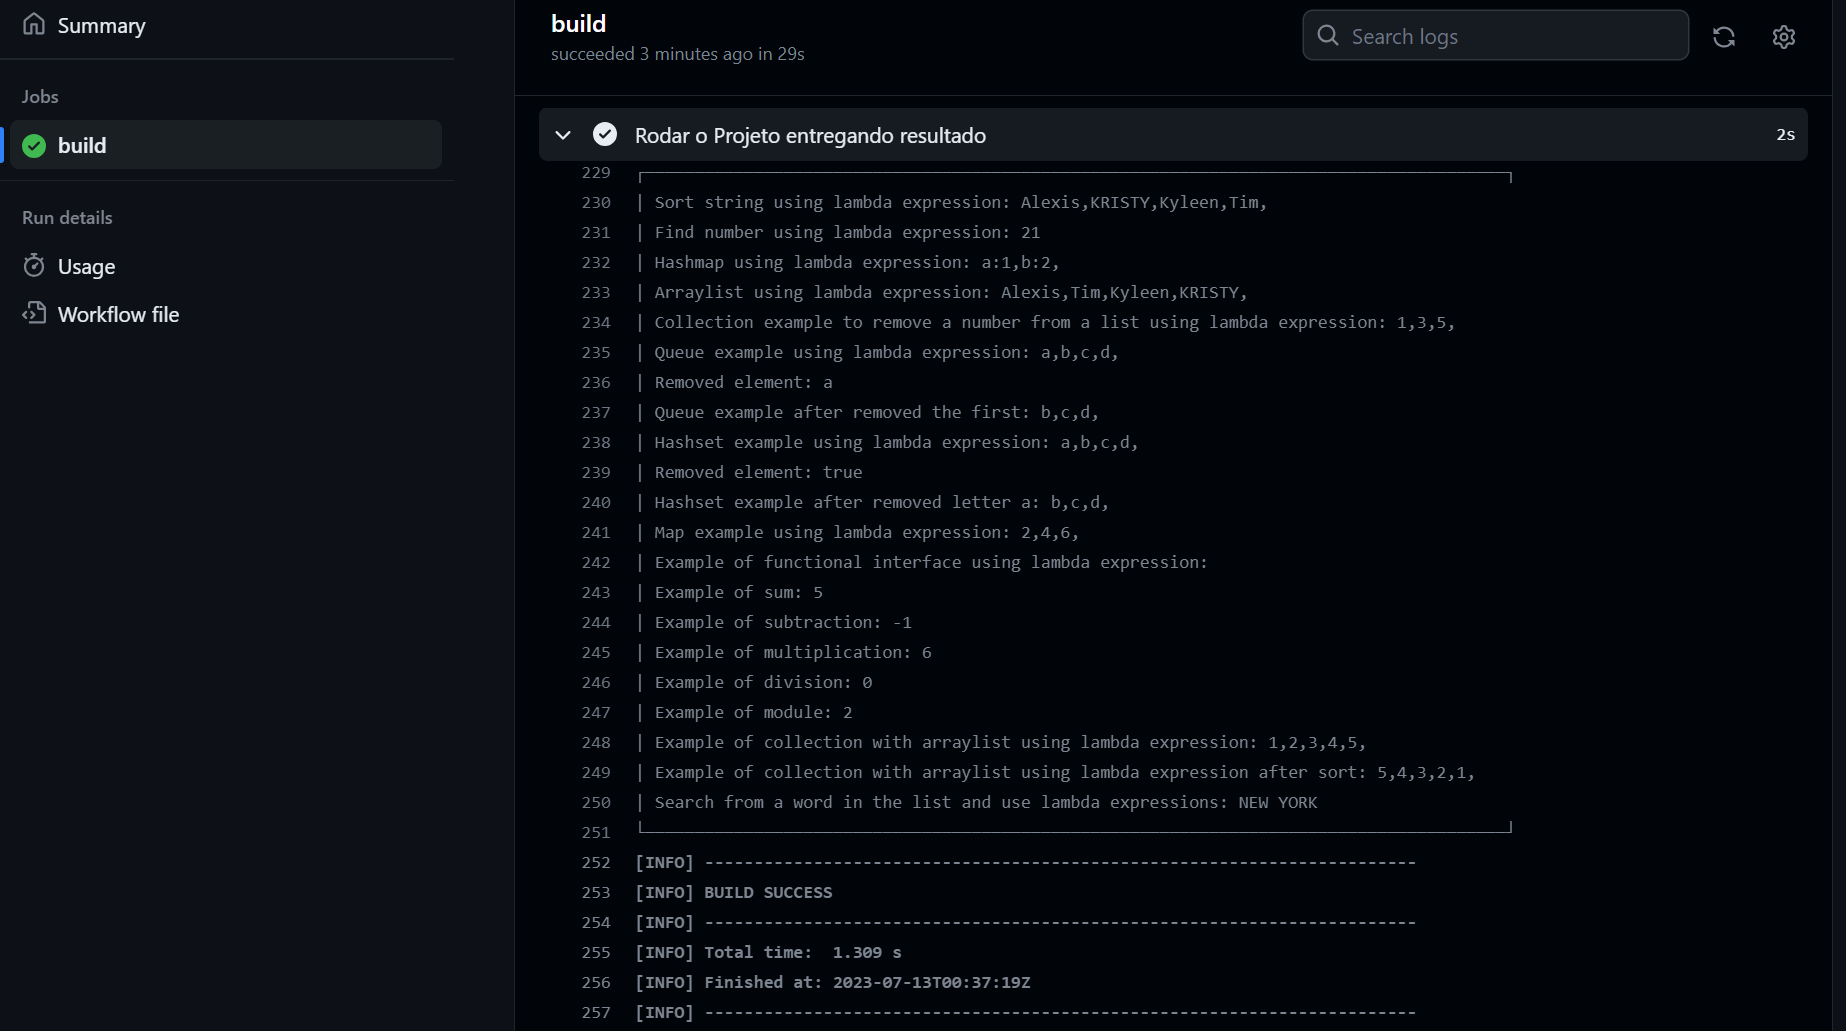 Summary
Jobs
build
Run details
Usage
Workflow file
build
succeeded 3 minutes ago in 29s
Search logs
Rodar o Projeto entregando resultado 2s
229
230 | Sort string using lambda expression: Alexis,KRISTY,Kyleen,Tim,
231 | Find number using lambda expression: 21
232 | Hashmap using lambda expression: a:1,b:2,
233 | Arraylist using lambda expression: Alexis,Tim,Kyleen,KRISTY,
234 | Collection example to remove a number from a list using lambda expression: 1,3,5,
235 | Queue example using lambda expression: a,b,c,d,
236 | Removed element: a
237 | Queue example after removed the first: b,c,d,
238 | Hashset example using lambda expression: a,b,c,d,
239 | Removed element: true
240 | Hashset example after removed letter a: b,c,d,
241 | Map example using lambda expression: 2,4,6,
242 | Example of functional interface using lambda expression:
243 | Example of sum: 5
244 | Example of subtraction: -1
245 | Example of multiplication: 6
246 | Example of division: 0
247 | Example of module: 2
248 | Example of collection with arraylist using lambda expression: 1,2,3,4,5,
249 | Example of collection with arraylist using lambda expression after sort: 5,4,3,2,1,
250 | Search from a word in the list and use lambda expressions: NEW YORK
251
252 [INFO] ------------------------------------------------------------------------
253 [INFO] BUILD SUCCESS
254 [INFO] ------------------------------------------------------------------------
255 [INFO] Total time:  1.309 s
256 [INFO] Finished at: 2023-07-13T00:37:19Z
257 [INFO] ------------------------------------------------------------------------